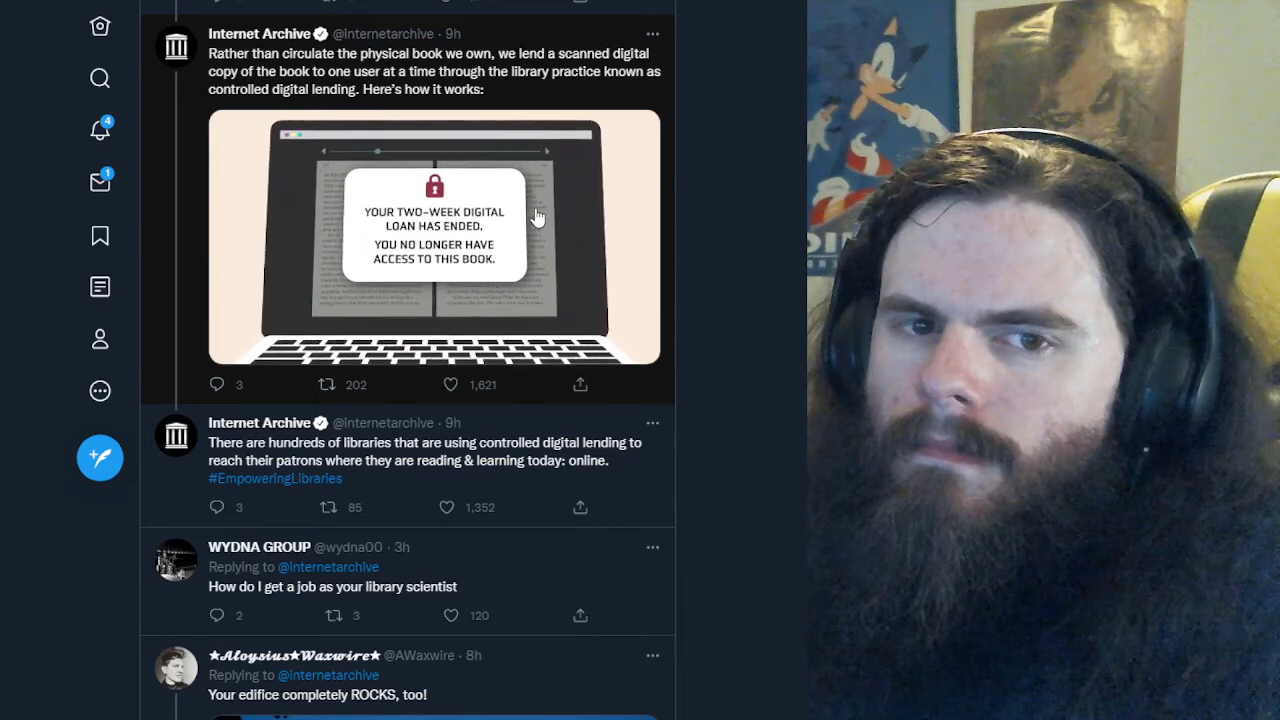 4
1
Internet Archive @internetarchive · 9h
Rather than circulate the physical book we own, we lend a scanned digital
copy of the book to one user at a time through the library practice known as
controlled digital lending. Here's how it works:
YOUR TWO-WEEK DIGITAL
LOAN HAS ENDED.
YOU NO LONGER HAVE
ACCESS TO THIS BOOK.
3 202 1,621
Internet Archive @internetarchive · 9h
There are hundreds of libraries that are using controlled digital lending to
reach their patrons where they are reading & learning today: online.
#EmpoweringLibraries
3 85 1,352
WYDNA GROUP @wydna00 · 3h
Replying to @internetarchive
How do I get a job as your library scientist
2 3 120
★𝓐𝓵𝓸𝔂𝓼𝓲𝓾𝓼★𝓦𝓪𝔁𝔀𝓲𝓻𝓮★ @AWaxwire · 8h
Replying to @internetarchive
Your edifice completely ROCKS, too!